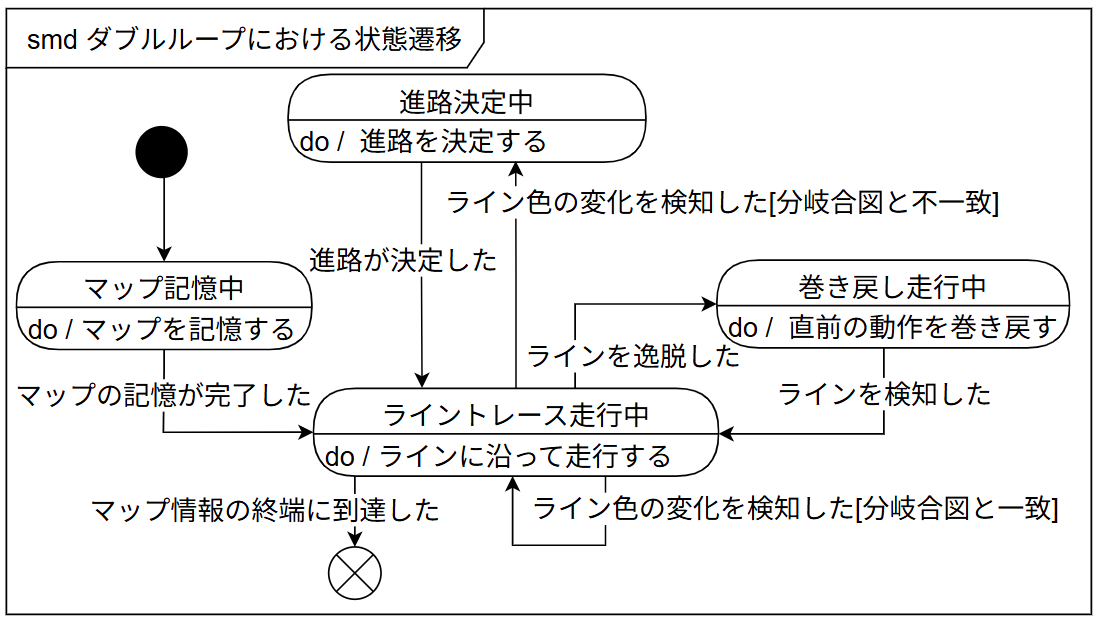 smd ダブルループにおける状態遷移
進路決定中
do / 進路を決定する
ライン色の変化を検知した[分岐合図と不一致]
進路が決定した
マップ記憶中
do / マップを記憶する
巻き戻し走行中
do / 直前の動作を巻き戻す
ラインを逸脱した
マップの記憶が完了した
ラインを検知した
ライントレース走行中
do / ラインに沿って走行する
マップ情報の終端に到達した
ライン色の変化を検知した[分岐合図と一致]